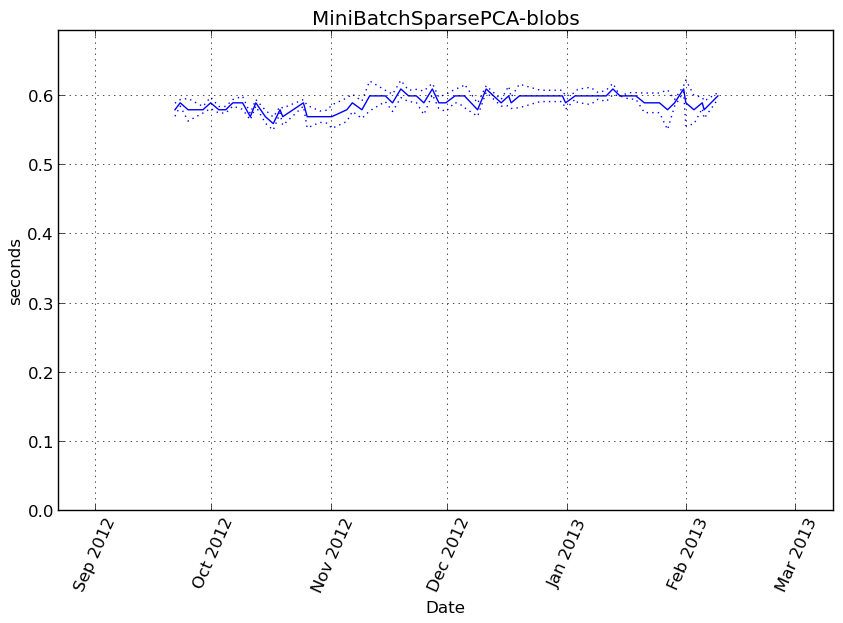 MiniBatchSparsePCA-blobs
seconds
0.6
0.5
0.4
0.3
0.2
0.1
0.0
Sep 2012
Oct 2012
Nov 2012
Dec 2012
Jan 2013
Feb 2013
Mar 2013
Date